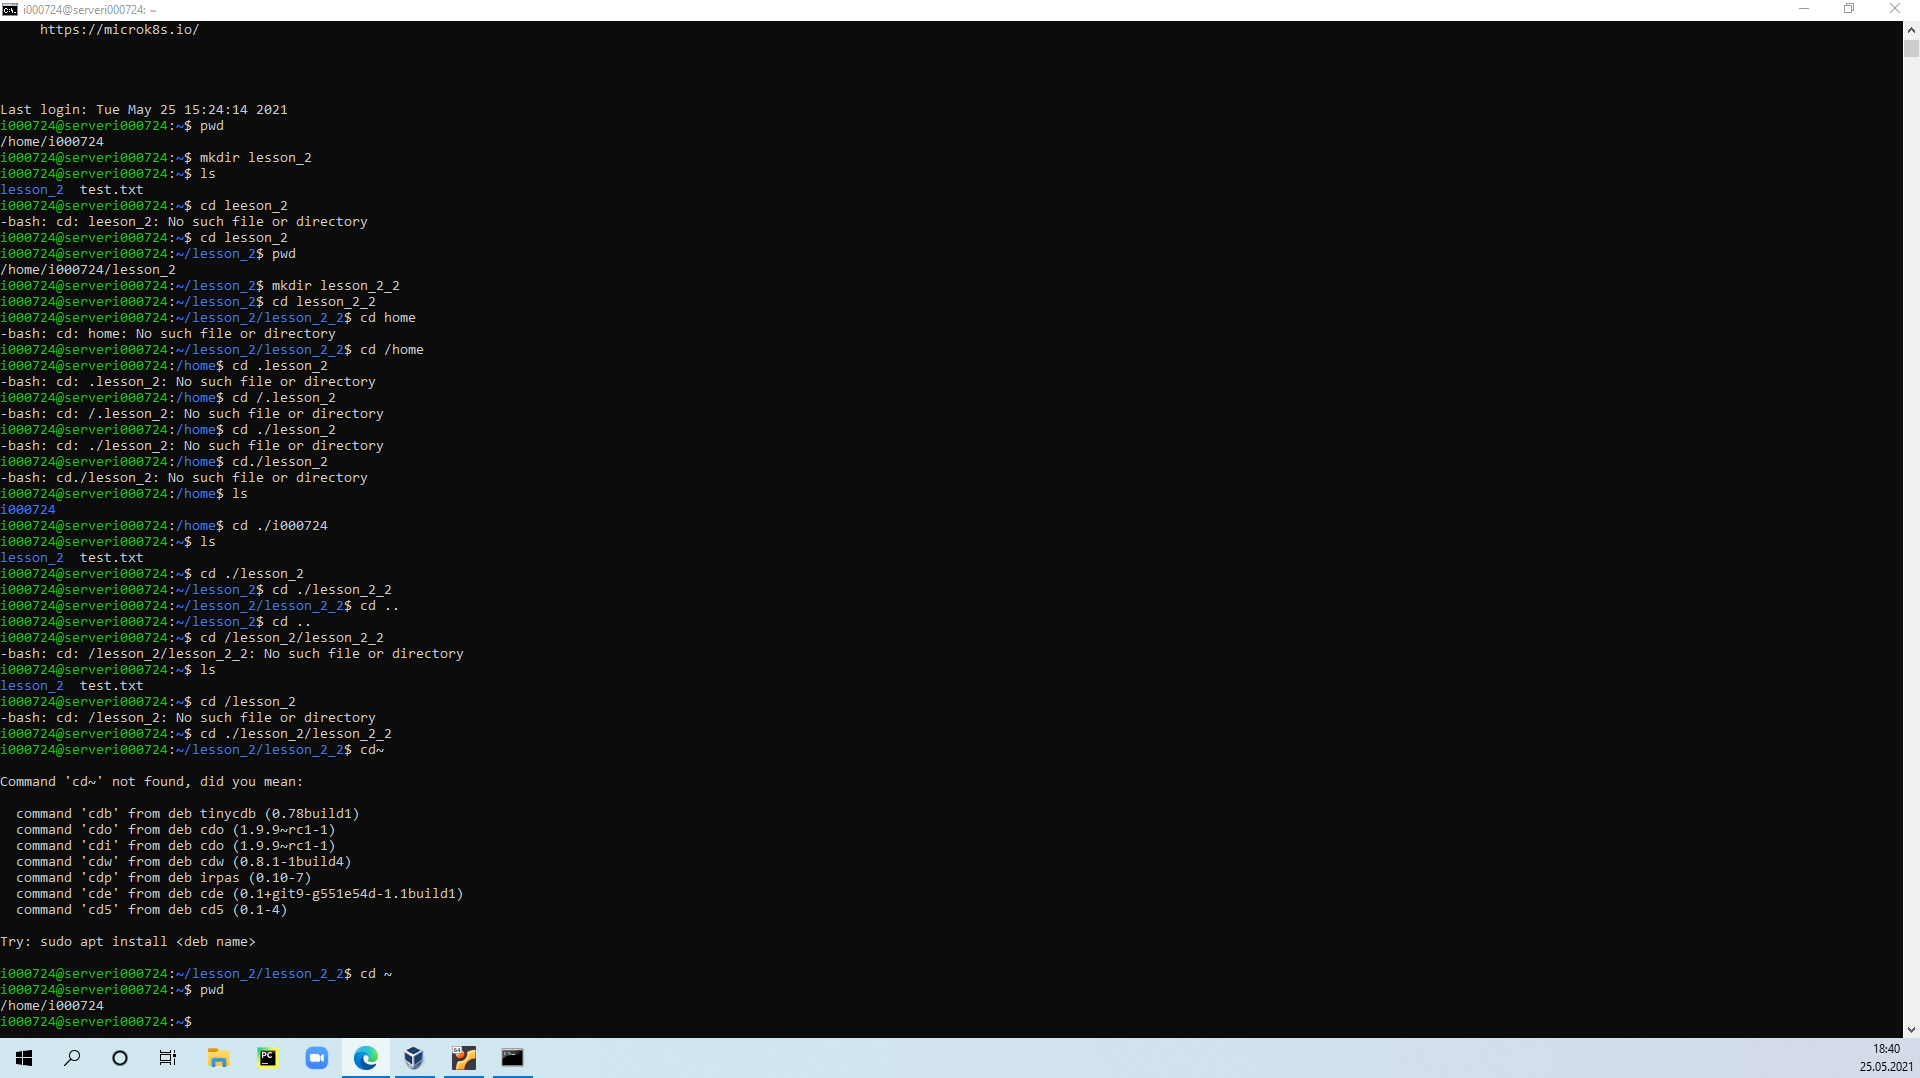 i000724@serveri000724: ~
https://microk8s.io/
Last login: Tue May 25 15:24:14 2021
i000724@serveri000724:~$ pwd
/home/i000724
i000724@serveri000724:~$ mkdir lesson_2
i000724@serveri000724:~$ ls
lesson_2  test.txt
i000724@serveri000724:~$ cd leeson_2
-bash: cd: leeson_2: No such file or directory
i000724@serveri000724:~$ cd lesson_2
i000724@serveri000724:~/lesson_2$ pwd
/home/i000724/lesson_2
i000724@serveri000724:~/lesson_2$ mkdir lesson_2_2
i000724@serveri000724:~/lesson_2$ cd lesson_2_2
i000724@serveri000724:~/lesson_2/lesson_2_2$ cd home
-bash: cd: home: No such file or directory
i000724@serveri000724:~/lesson_2/lesson_2_2$ cd /home
i000724@serveri000724:/home$ cd .lesson_2
-bash: cd: .lesson_2: No such file or directory
i000724@serveri000724:/home$ cd /.lesson_2
-bash: cd: /.lesson_2: No such file or directory
i000724@serveri000724:/home$ cd ./lesson_2
-bash: cd: ./lesson_2: No such file or directory
i000724@serveri000724:/home$ cd./lesson_2
-bash: cd./lesson_2: No such file or directory
i000724@serveri000724:/home$ ls
i000724
i000724@serveri000724:/home$ cd ./i000724
i000724@serveri000724:~$ ls
lesson_2  test.txt
i000724@serveri000724:~$ cd ./lesson_2
i000724@serveri000724:~/lesson_2$ cd ./lesson_2_2
i000724@serveri000724:~/lesson_2/lesson_2_2$ cd ..
i000724@serveri000724:~/lesson_2$ cd ..
i000724@serveri000724:~$ cd /lesson_2/lesson_2_2
-bash: cd: /lesson_2/lesson_2_2: No such file or directory
i000724@serveri000724:~$ ls
lesson_2  test.txt
i000724@serveri000724:~$ cd /lesson_2
-bash: cd: /lesson_2: No such file or directory
i000724@serveri000724:~$ cd ./lesson_2/lesson_2_2
i000724@serveri000724:~/lesson_2/lesson_2_2$ cd~
Command 'cd~' not found, did you mean:
command 'cdb' from deb tinycdb (0.78build1)
command 'cdo' from deb cdo (1.9.9~rc1-1)
command 'cdi' from deb cdo (1.9.9~rc1-1)
command 'cdw' from deb cdw (0.8.1-1build4)
command 'cdp' from deb irpas (0.10-7)
command 'cde' from deb cde (0.1+git9-g551e54d-1.1build1)
command 'cd5' from deb cd5 (0.1-4)
Try: sudo apt install <deb name>
i000724@serveri000724:~/lesson_2/lesson_2_2$ cd ~
i000724@serveri000724:~$ pwd
/home/i000724
i000724@serveri000724:~$
PC
64
18:40
25.05.2021